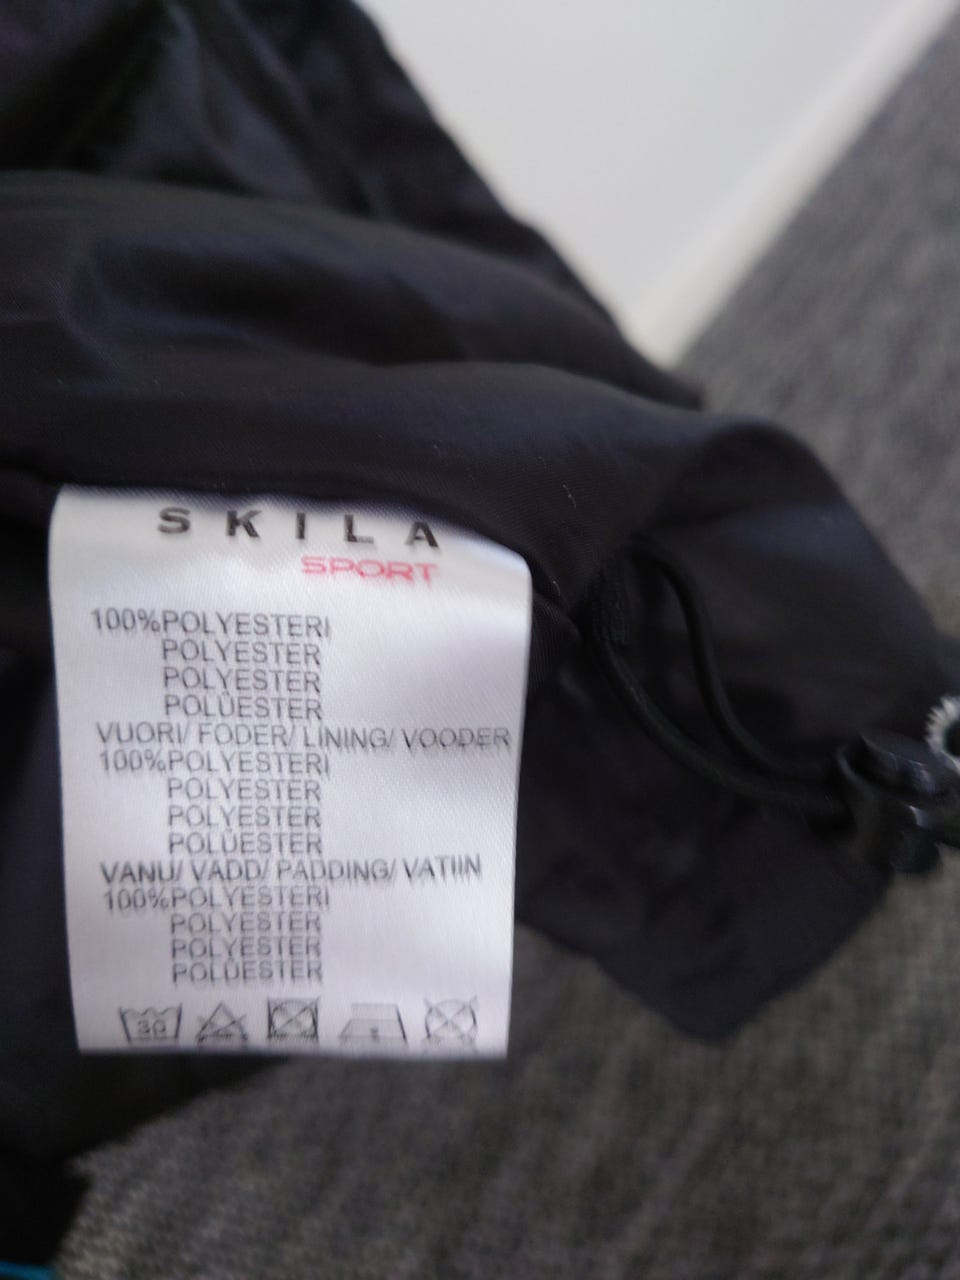 SKILA
SPORT
100%POLYESTERI
POLYESTER
POLYESTER
POLÜESTER
VUORI/ FODER/ LINING/ VOODER
100%POLYESTERI
POLYESTER
POLYESTER
POLÜESTER
VANU/ VADD/ PADDING/ VATIIN
100%POLYESTERI
POLYESTER
POLYESTER
POLÜESTER
30